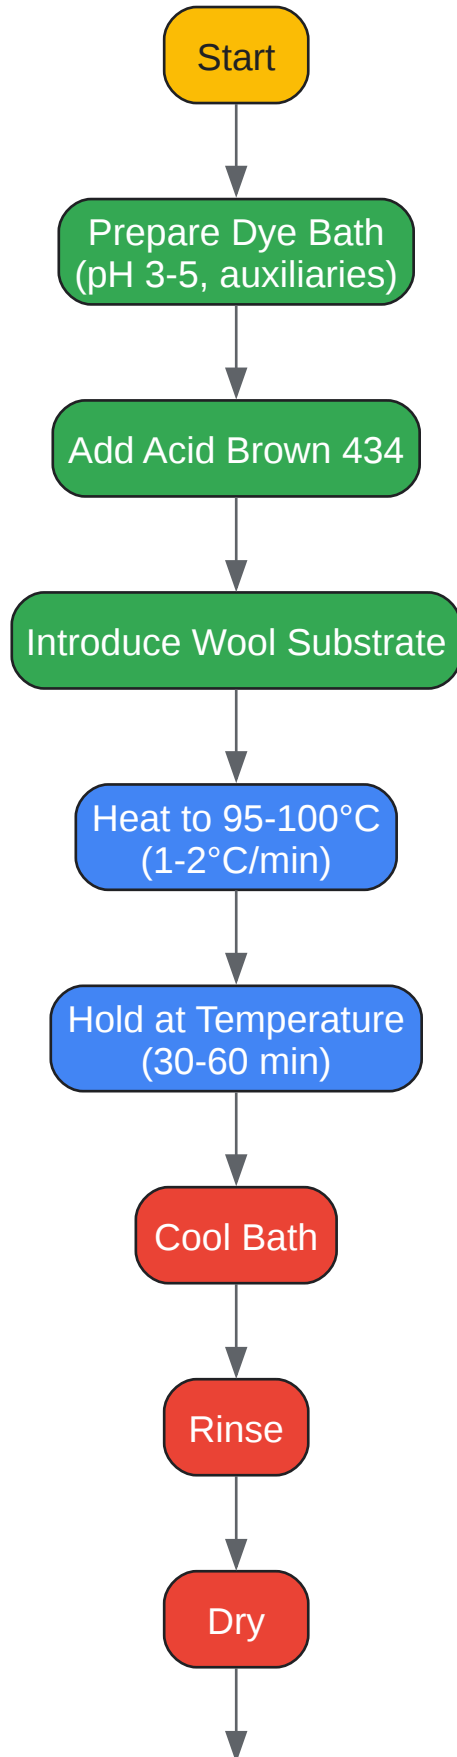 Start
Prepare Dye Bath
(pH 3-5, auxiliaries)
Add Acid Brown 434
Introduce Wool Substrate
Heat to 95-100°C
(1-2°C/min)
Hold at Temperature
(30-60 min)
Cool Bath
Rinse
Dry